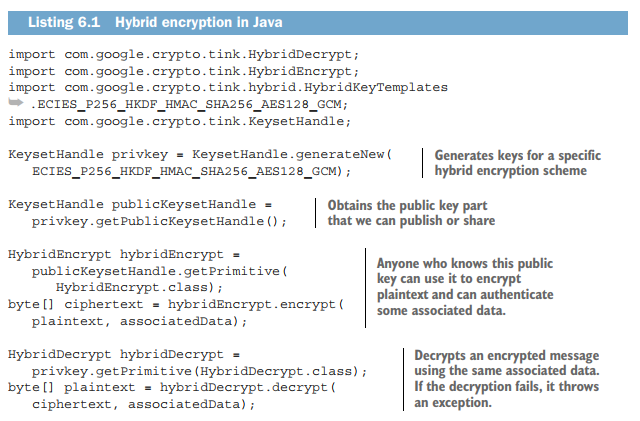 Listing 6.1 Hybrid encryption in Java
import com.google.crypto.tink.HybridDecrypt;
import com.google.crypto.tink.HybridEncrypt;
import com.google.crypto.tink.hybrid.HybridKeyTemplates
➥ .ECIES_P256_HKDF_HMAC_SHA256_AES128_GCM;
import com.google.crypto.tink.KeysetHandle;
KeysetHandle privkey = KeysetHandle.generateNew(
ECIES_P256_HKDF_HMAC_SHA256_AES128_GCM);
Generates keys for a specific
hybrid encryption scheme
KeysetHandle publicKeysetHandle =
privkey.getPublicKeysetHandle();
Obtains the public key part
that we can publish or share
HybridEncrypt hybridEncrypt =
publicKeysetHandle.getPrimitive(
HybridEncrypt.class);
byte[] ciphertext = hybridEncrypt.encrypt(
plaintext, associatedData);
Anyone who knows this public
key can use it to encrypt
plaintext and can authenticate
some associated data.
HybridDecrypt hybridDecrypt =
privkey.getPrimitive(HybridDecrypt.class);
byte[] plaintext = hybridDecrypt.decrypt(
ciphertext, associatedData);
Decrypts an encrypted message
using the same associated data.
If the decryption fails, it throws
an exception.